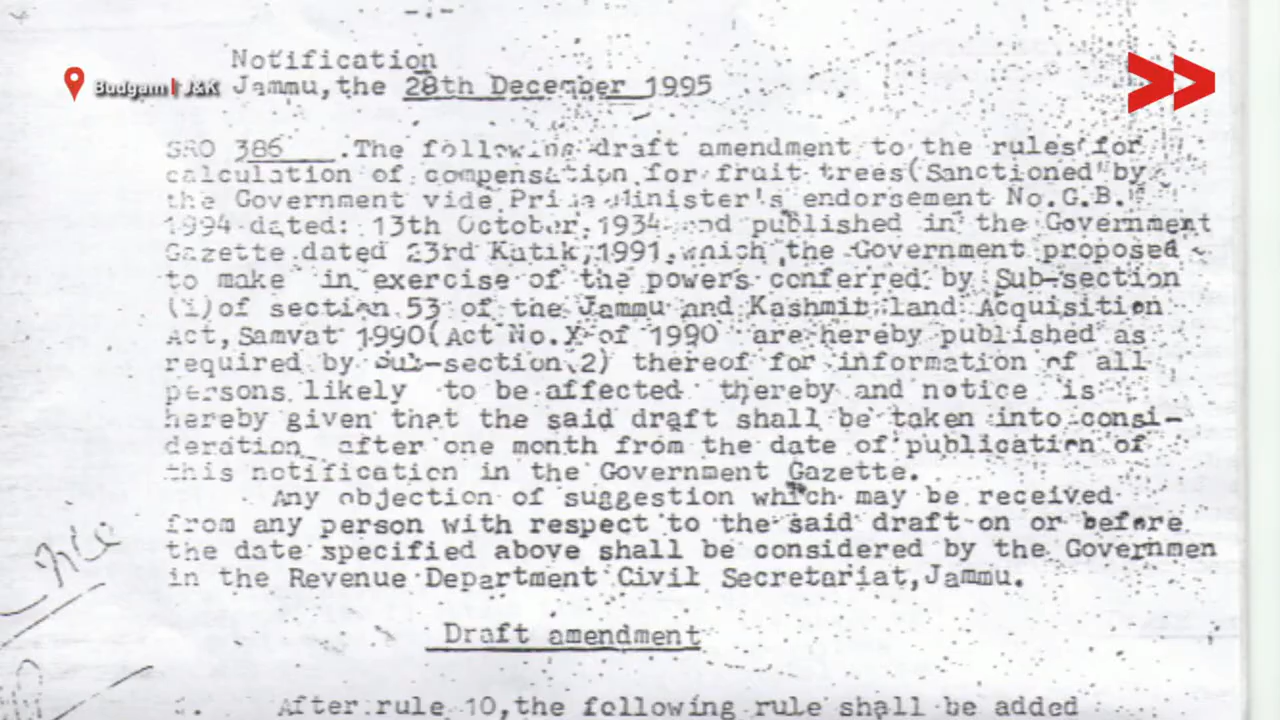 Notification
Budgam | J&K
Jammu,the 28th December 1995
SRO 386 .The following draft amendment to the rules for
calculation of compensation for fruit trees(Sanctioned by
the Government vide Prime Minister's endorsement No.G.B.
1994 dated: 13th October,1934 and published in the Government
Gazette dated 23rd Katik,1991,which the Government proposed
to make in exercise of the powers conferred by Sub-section
(1)of section 53 of the Jammu and Kashmir land Acquisition
Act,Samvat 1990(Act No.X of 1990 are hereby published as
required by Sub-section 2) thereof for information of all
persons likely to be affected thereby and notice is
hereby given that the said draft shall be taken into consi-
deration after one month from the date of publication of
this notification in the Government Gazette.
Any objection of suggestion which may be received
from any person with respect to the said draft on or before
the date specified above shall be considered by the Governmen
in the Revenue Department Civil Secretariat,Jammu.
Draft amendment
After rule 10,the following rule shall be added